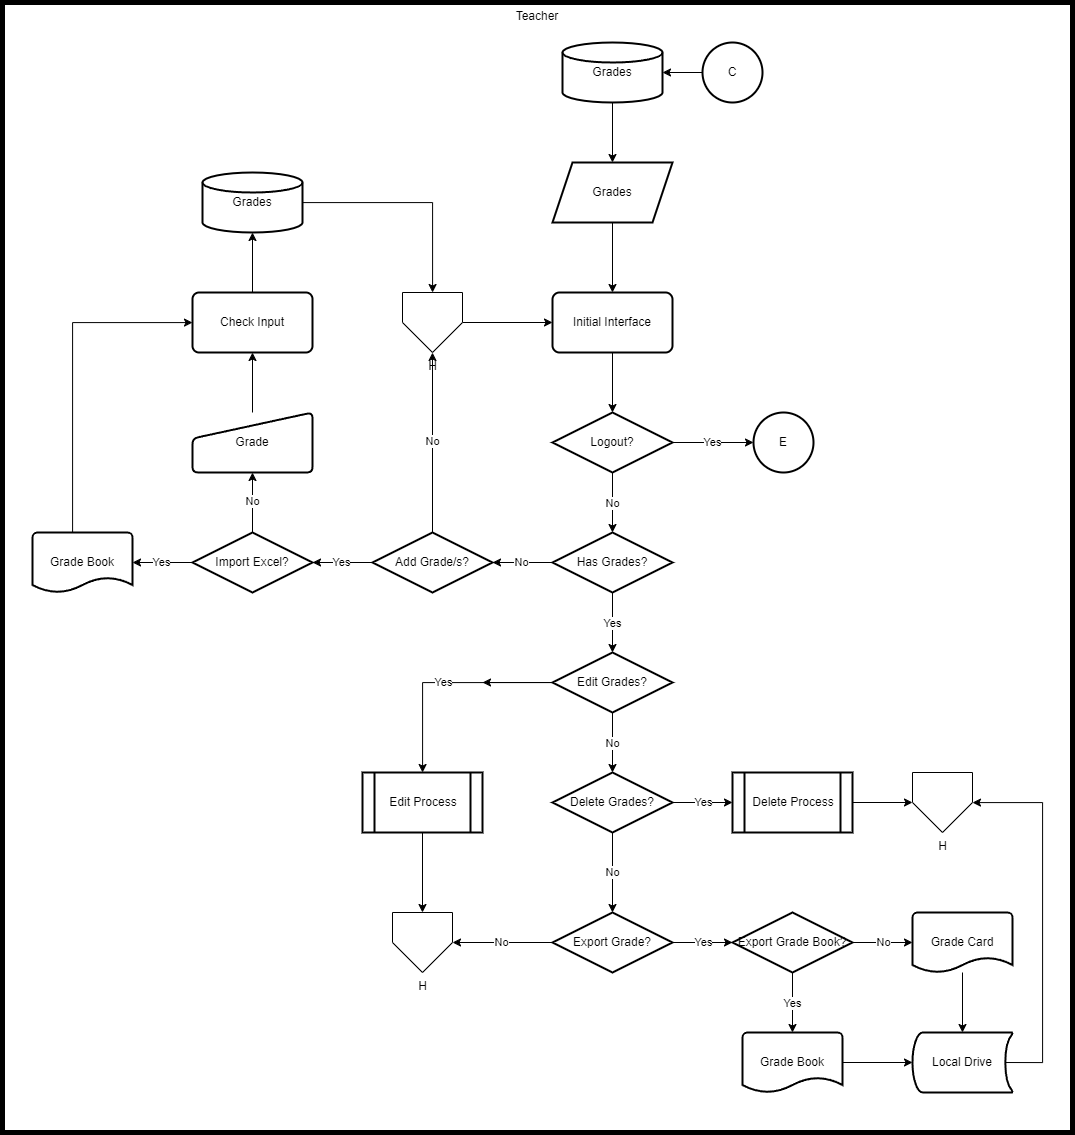 Teacher
Grades
C
Grades
Grades
Check Input
Initial Interface
H
Grade
No
Logout?
Yes
E
No
No
Grade Book
Yes
Import Excel?
Yes
Add Grade/s?
No
Has Grades?
Yes
Yes
Edit Grades?
No
Edit Process
Delete Grades?
Yes
Delete Process
H
No
No
Export Grade?
Yes
Export Grade Book?
No
Grade Card
H
Yes
Grade Book
Local Drive